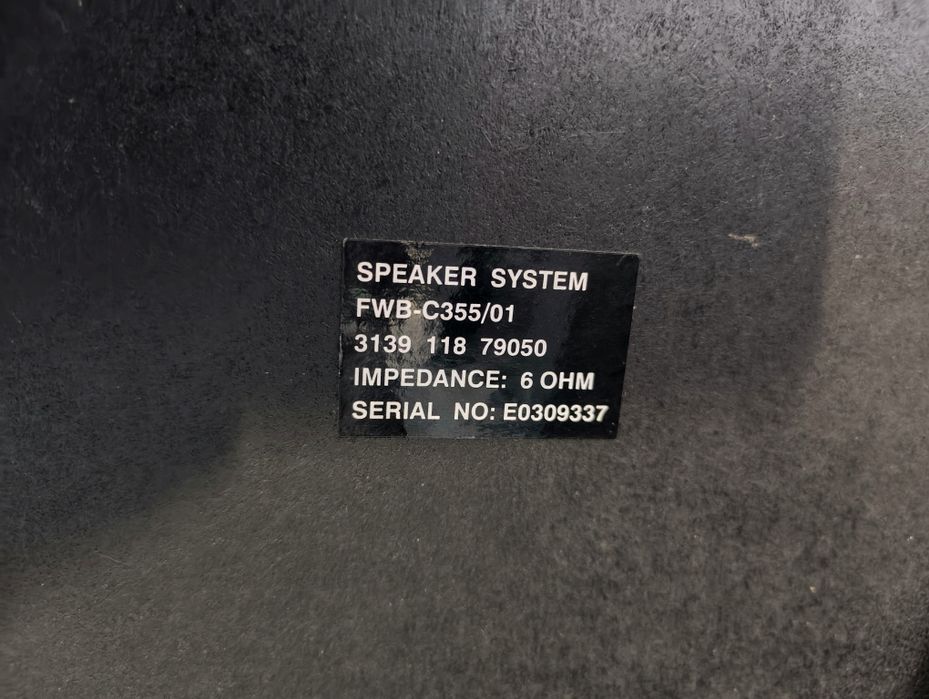 SPEAKER SYSTEM
FWB-C355/01
3139 118 79050
IMPEDANCE: 6 OHM
SERIAL NO: E0309337